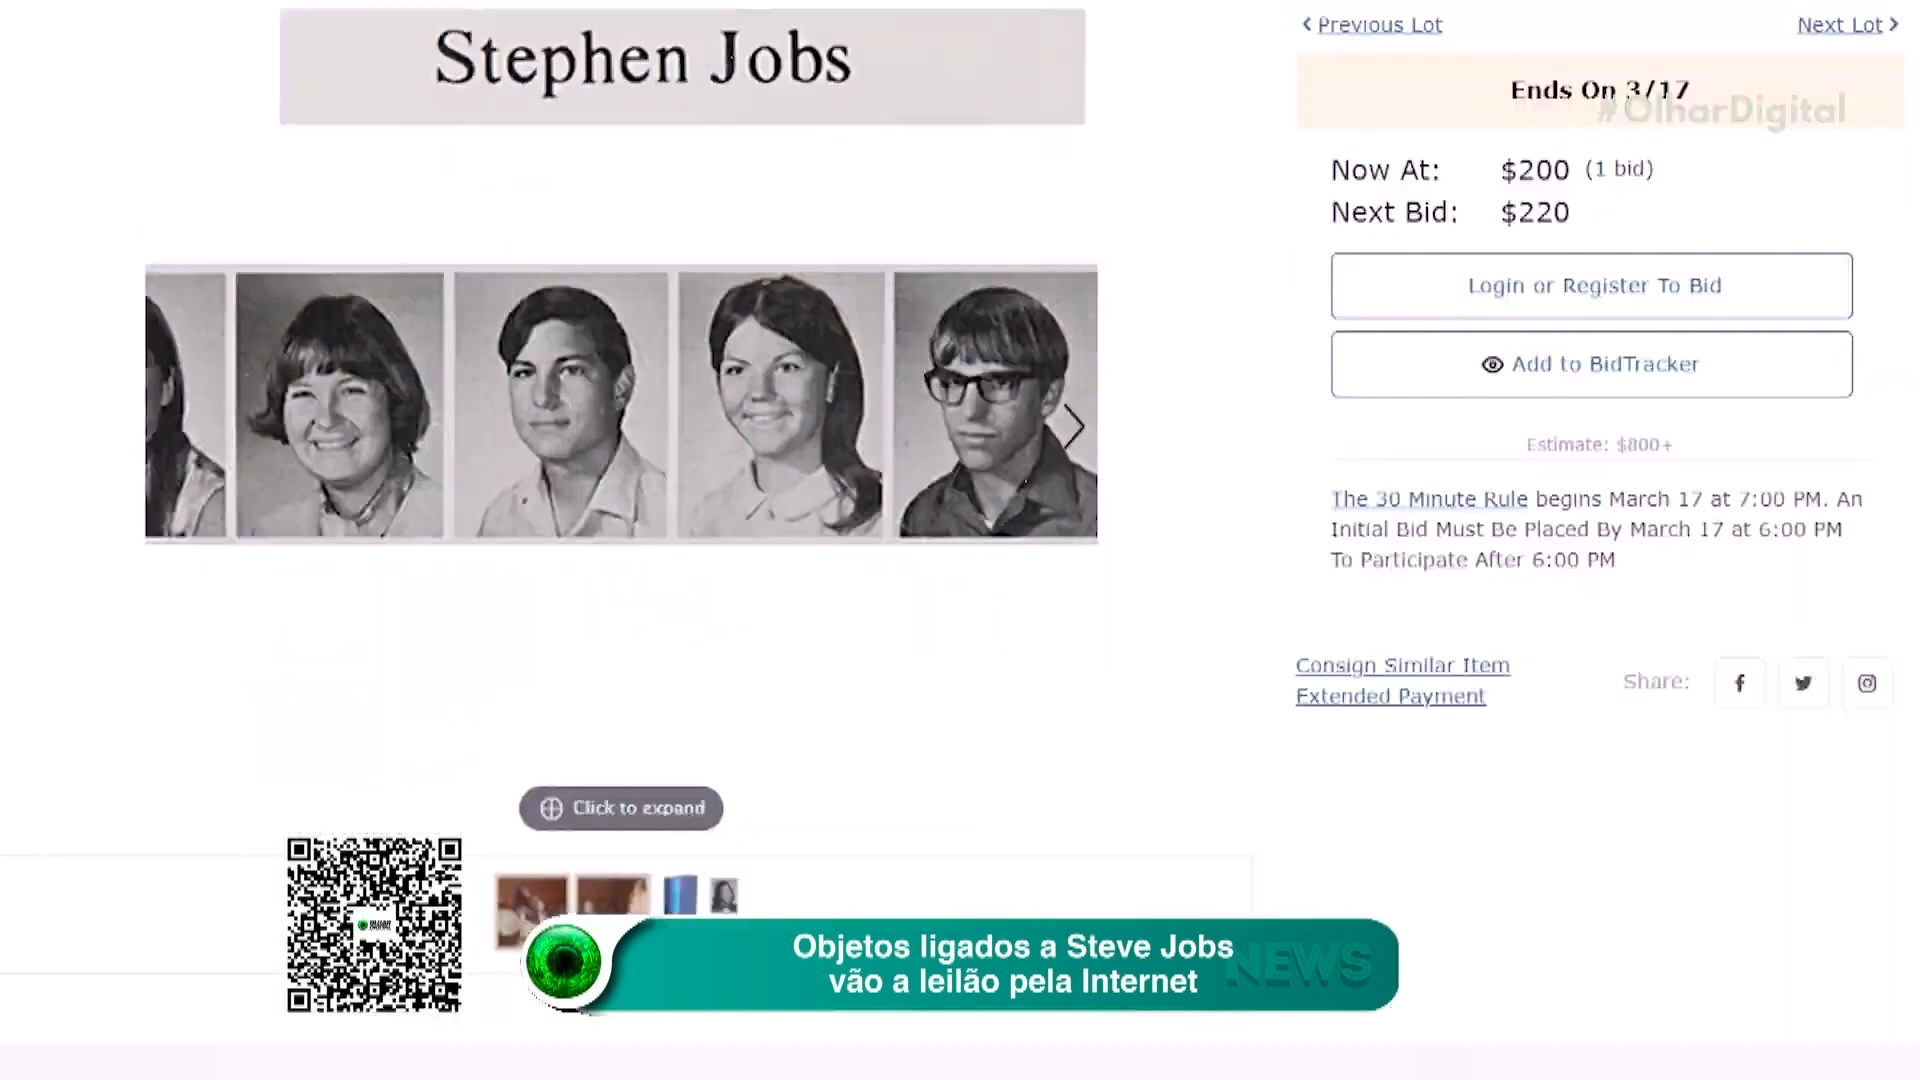 Stephen Jobs
Previous Lot
Next Lot
Ends On 3/17
#OlharDigital
Now At: $200 (1 bid)
Next Bid: $220
Login or Register To Bid
Add to BidTracker
Estimate: $800+
The 30 Minute Rule begins March 17 at 7:00 PM. An
Initial Bid Must Be Placed By March 17 at 6:00 PM
To Participate After 6:00 PM
Consign Similar Item
Extended Payment
Share:
Click to expand
Objetos ligados a Steve Jobs
vão a leilão pela Internet
NEWS